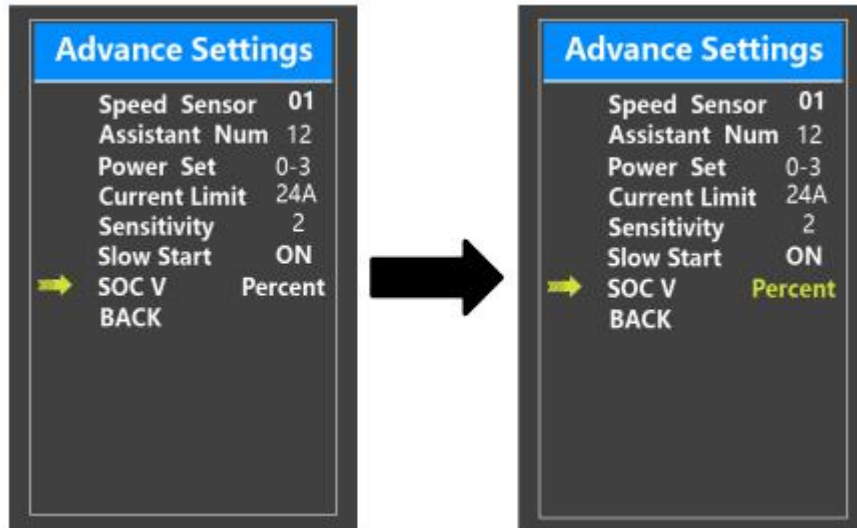 Advance Settings
Speed Sensor 01
Assistant Num 12
Power Set 0-3
Current Limit 24A
Sensitivity 2
Slow Start ON
SOC V Percent
BACK
Advance Settings
Speed Sensor 01
Assistant Num 12
Power Set 0-3
Current Limit 24A
Sensitivity 2
Slow Start ON
SOC V Percent
BACK